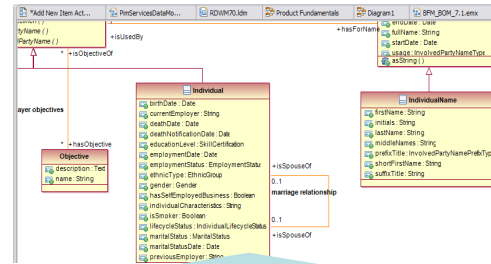 *Add New Item Act...
PimServicesDataMo...
RDWM70.ldm
Product Fundamentals
Diagram1
BFM_BOM_7.1.emx
tyName ( )
PartyName ( )
+isUsedBy
* +isObjectiveOf
+hasForName
endDate : Date
fullName : String
startDate : Date
usage : InvolvedPartyNameType
asString ( )
ayer objectives
* +hasObjective
Objective
description : Text
name : String
Individual
birthDate : Date
currentEmployer : String
deathDate : Date
deathNotificationDate : Date
educationLevel : SkillCertification
employmentDate : Date
employmentStatus : EmploymentStatus
ethnicType : EthnicGroup
gender : Gender
hasSelfEmployedBusiness : Boolean
individualCharacteristics : String
isSmoker : Boolean
lifecycleStatus : IndividualLifecycleStatus
maritalStatus : MaritalStatus
maritalStatusDate : Date
previousEmployer : String
+isSpouseOf
0..1
marriage relationship
0..1
+isSpouseOf
IndividualName
firstName : String
initials : String
lastName : String
middleNames : String
prefixTitle : InvolvedPartyNamePrefixTyp
shortFirstName : String
suffixTitle : String